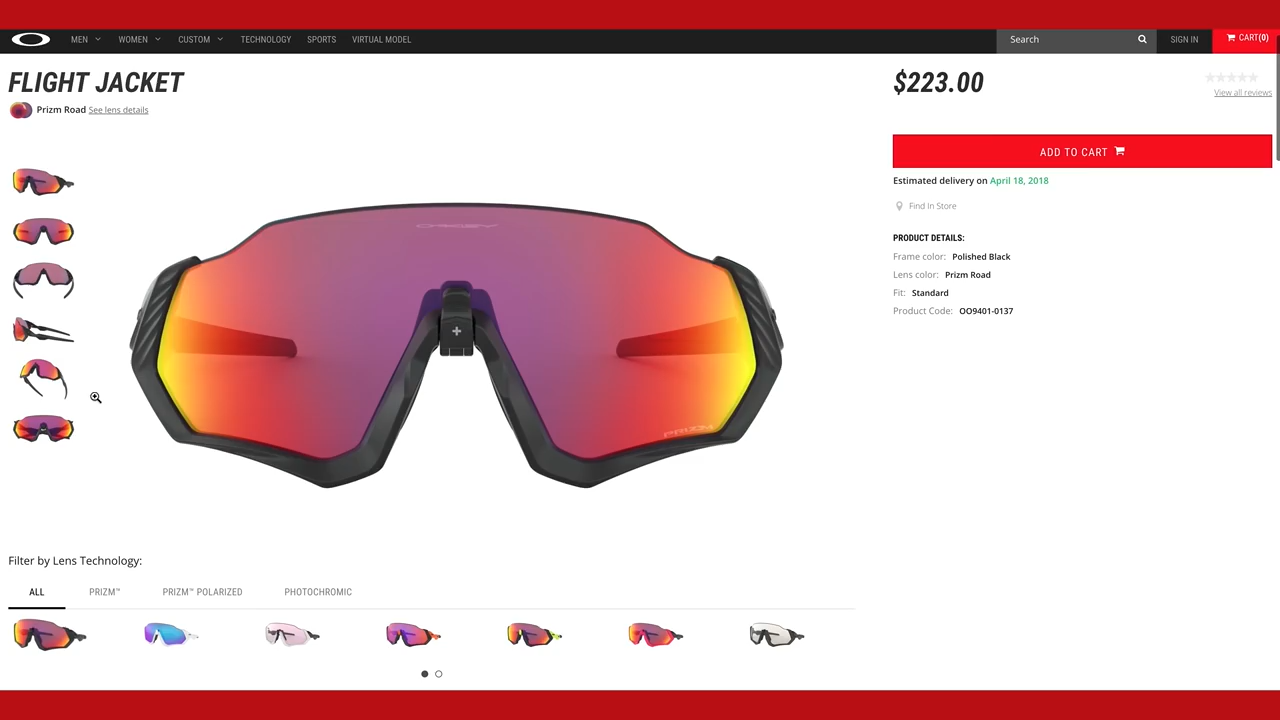 MEN WOMEN CUSTOM TECHNOLOGY SPORTS VIRTUAL MODEL Search SIGN IN CART(0)
FLIGHT JACKET
Prizm Road See lens details
$223.00
View all reviews
ADD TO CART
Estimated delivery on April 18, 2018
Find In Store
PRODUCT DETAILS:
Frame color: Polished Black
Lens color: Prizm Road
Fit: Standard
Product Code: OO9401-0137
OAKLEY
PRIZM
Filter by Lens Technology:
ALL PRIZM™ PRIZM™ POLARIZED PHOTOCHROMIC